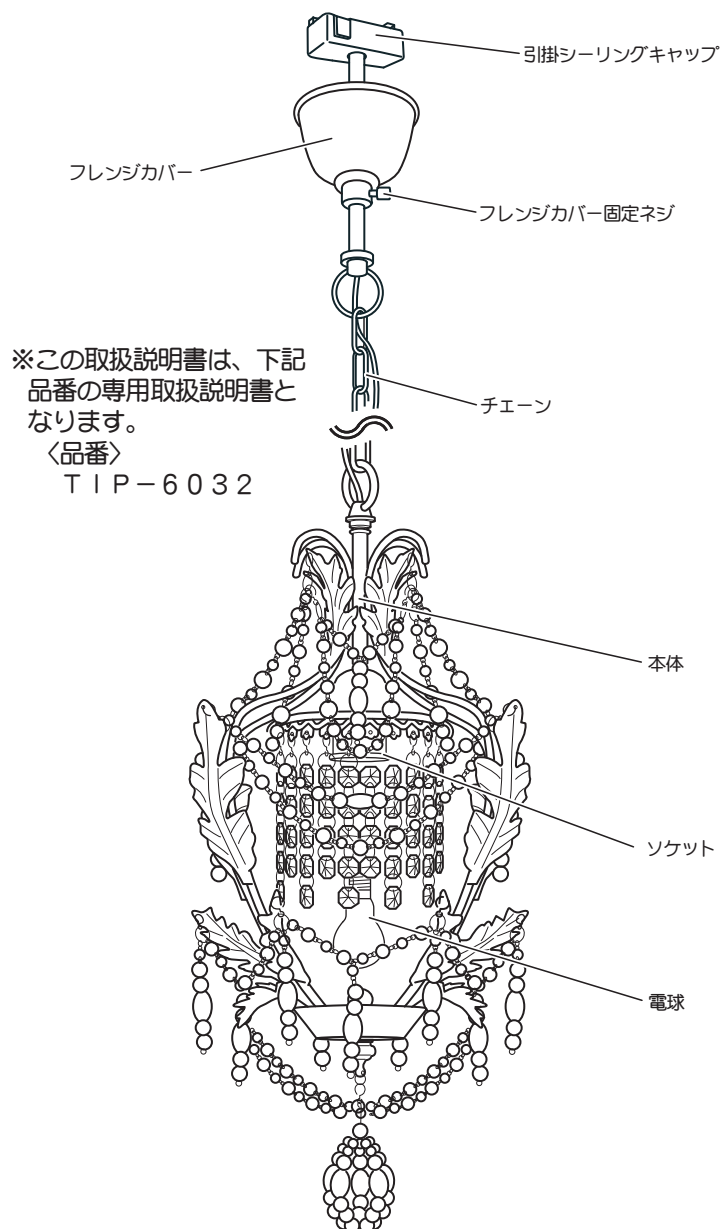 引掛シーリングキャップ
フレンジカバー
フレンジカバー固定ネジ
※この取扱説明書は、下記
品番の専用取扱説明書と
なります。
〈品番〉
ＴＩＰ－６０３２
チェーン
本体
ソケット
電球